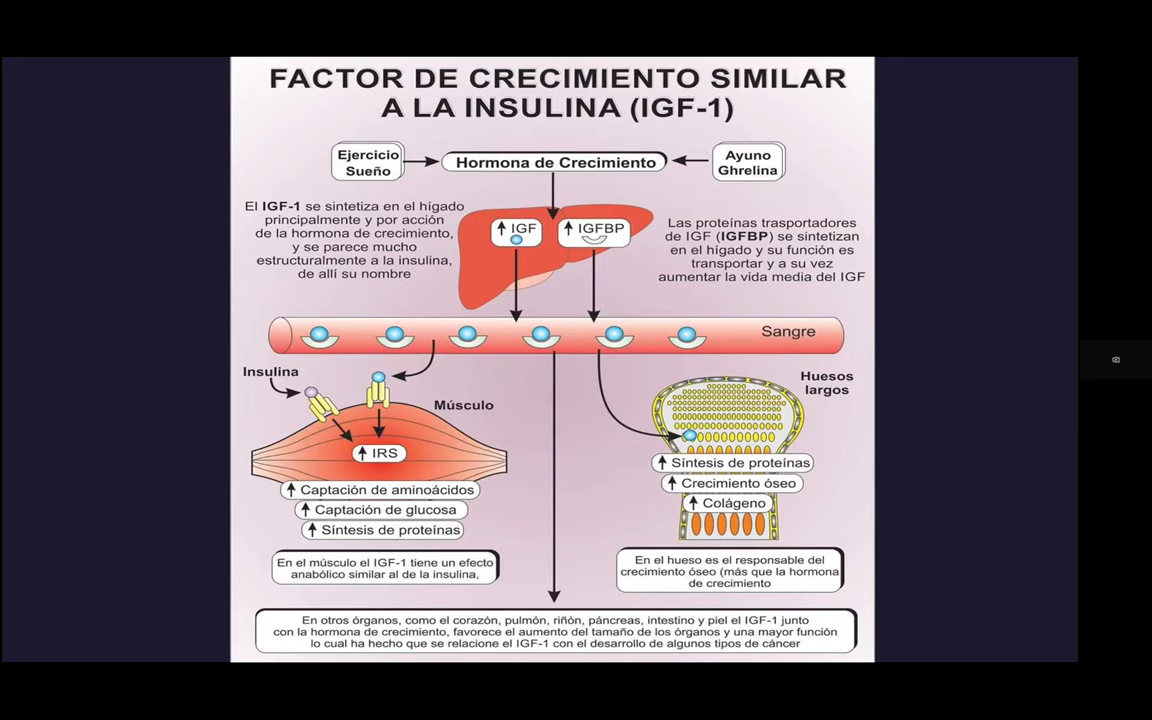 FACTOR DE CRECIMIENTO SIMILAR
A LA INSULINA (IGF-1)
Ejercicio
Sueño
Hormona de Crecimiento
Ayuno
Ghrelina
El IGF-1 se sintetiza en el hígado
principalmente y por acción
de la hormona de crecimiento,
y se parece mucho
estructuralmente a la insulina,
de allí su nombre
IGF
IGFBP
Las proteínas trasportadores
de IGF (IGFBP) se sintetizan
en el hígado y su función es
transportar y a su vez
aumentar la vida media del IGF
Sangre
Insulina
Músculo
IRS
Captación de aminoácidos
Captación de glucosa
Síntesis de proteínas
En el músculo el IGF-1 tiene un efecto
anabólico similar al de la insulina,
Huesos
largos
Síntesis de proteínas
Crecimiento óseo
Colágeno
En el hueso es el responsable del
crecimiento óseo (más que la hormona
de crecimiento
En otros órganos, como el corazón, pulmón, riñón, páncreas, intestino y piel el IGF-1 junto
con la hormona de crecimiento, favorece el aumento del tamaño de los órganos y una mayor función
lo cual ha hecho que se relacione el IGF-1 con el desarrollo de algunos tipos de cáncer